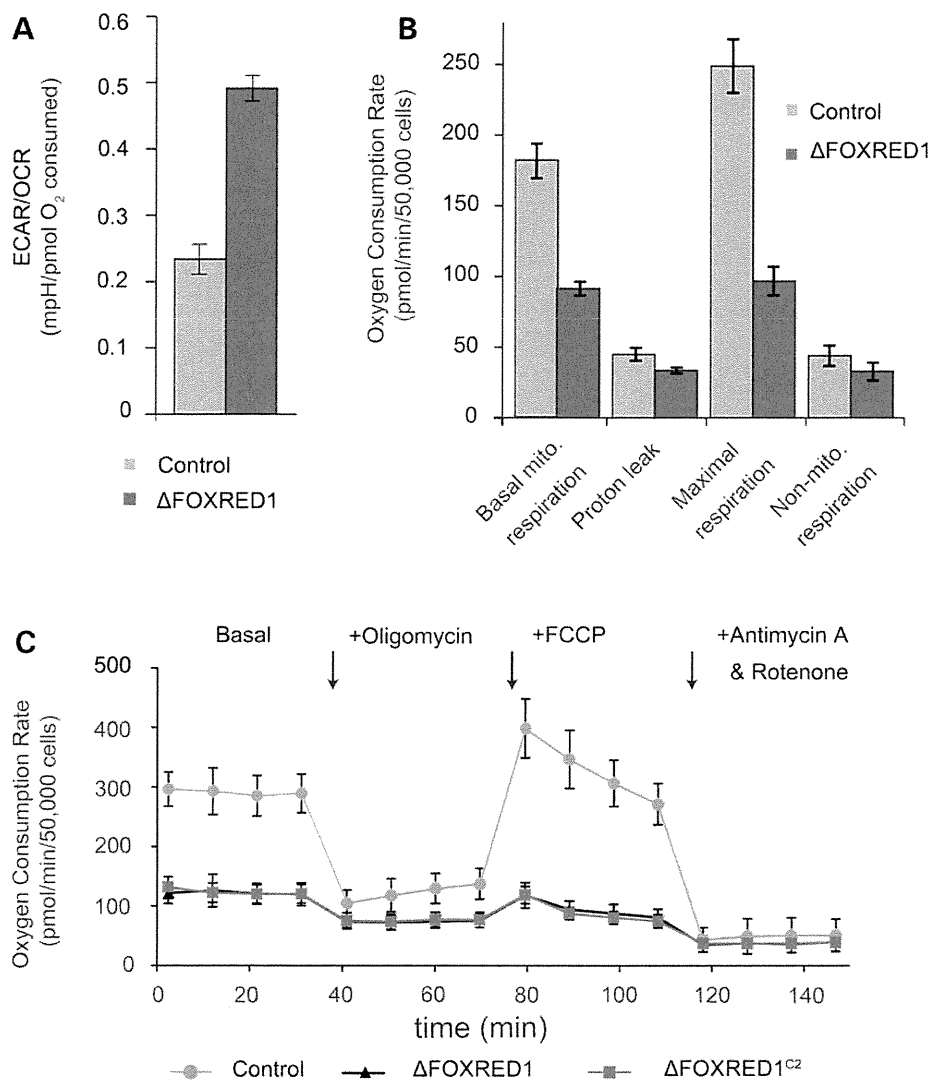 A
ECAR/OCR
(mpH/pmol O2 consumed)
0.6
0.5
0.4
0.3
0.2
0.1
0
Control
ΔFOXRED1
B
Oxygen Consumption Rate
(pmol/min/50,000 cells)
250
200
150
100
50
0
Control
ΔFOXRED1
Basal mito.
respiration
Proton leak
Maximal
respiration
Non-mito.
respiration
C
Basal
+Oligomycin
+FCCP
+Antimycin A
& Rotenone
Oxygen Consumption Rate
(pmol/min/50,000 cells)
500
400
300
200
100
0
0 20 40 60 80 100 120 140
time (min)
Control ΔFOXRED1 ΔFOXRED1C2